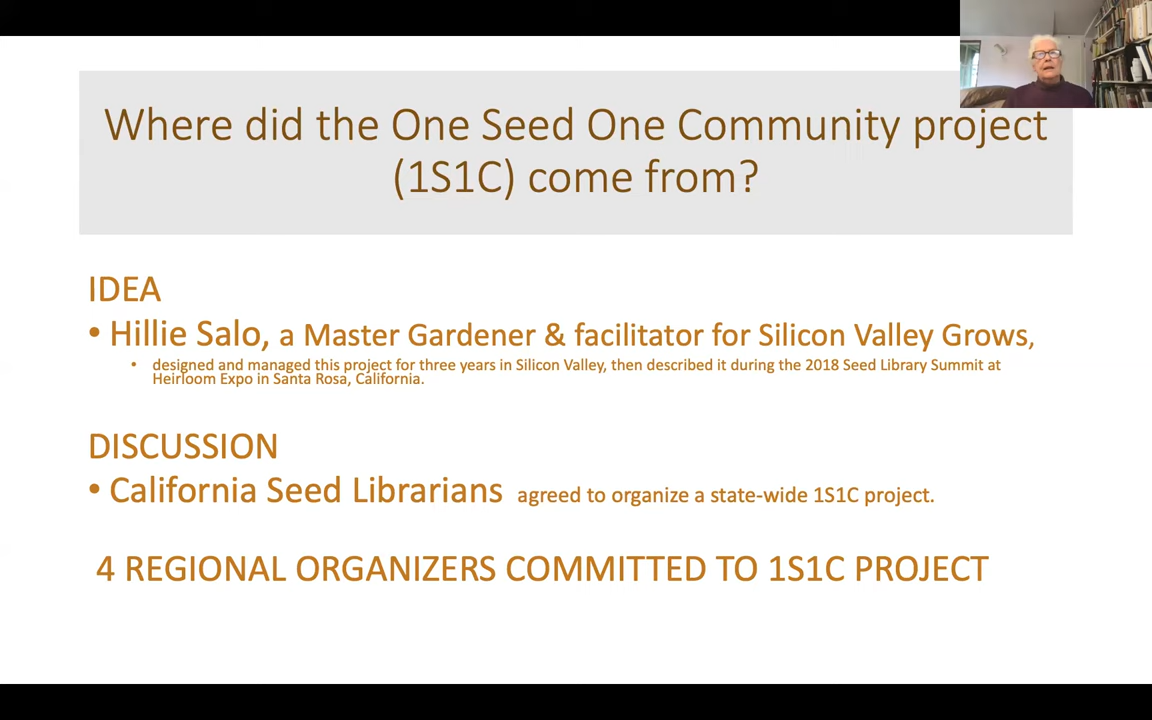 Where did the One Seed One Community project
(1S1C) come from?
IDEA
• Hillie Salo, a Master Gardener & facilitator for Silicon Valley Grows,
• designed and managed this project for three years in Silicon Valley, then described it during the 2018 Seed Library Summit at
Heirloom Expo in Santa Rosa, California.
DISCUSSION
• California Seed Librarians agreed to organize a state-wide 1S1C project.
4 REGIONAL ORGANIZERS COMMITTED TO 1S1C PROJECT